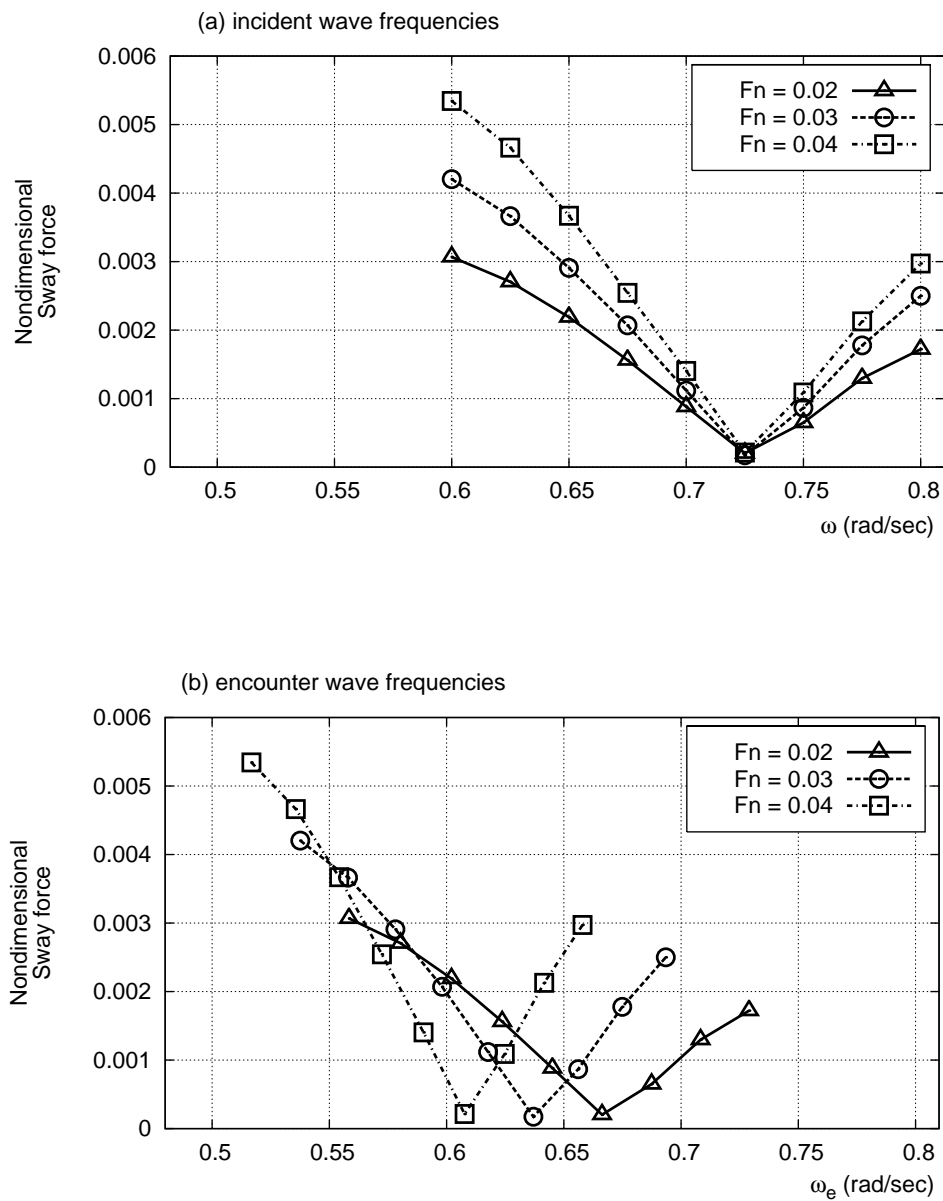 (a) incident wave frequencies
0.006
0.005
0.004
0.003
0.002
0.001
0
Nondimensional
Sway force
Fn = 0.02
Fn = 0.03
Fn = 0.04
0.5 0.55 0.6 0.65 0.7 0.75 0.8
ω (rad/sec)
(b) encounter wave frequencies
0.006
0.005
0.004
0.003
0.002
0.001
0
Nondimensional
Sway force
Fn = 0.02
Fn = 0.03
Fn = 0.04
0.5 0.55 0.6 0.65 0.7 0.75 0.8
ωe (rad/sec)